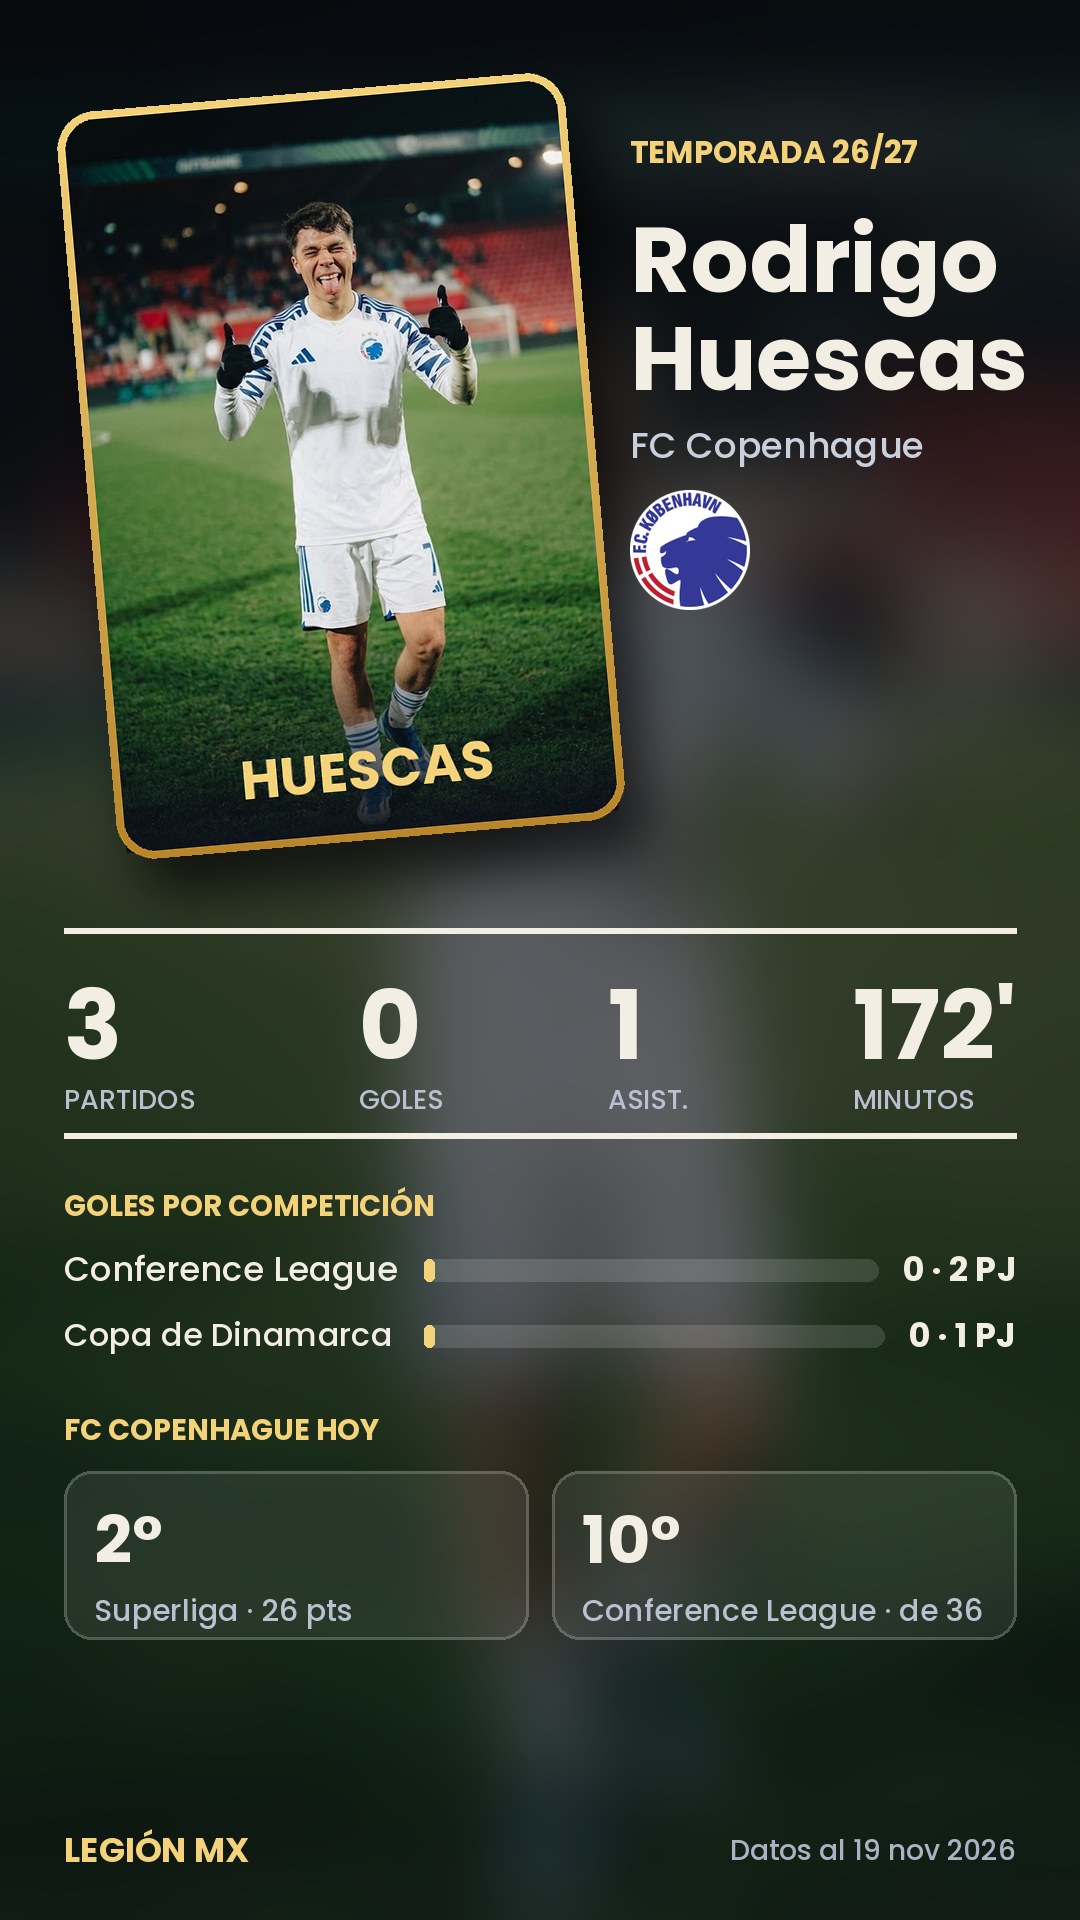 TEMPORADA 26/27
Rodrigo
Huescas
FC Copenhague
F.C. KØBENHAVN
7
HUESCAS
3
PARTIDOS
0
GOLES
1
ASIST.
172'
MINUTOS
GOLES POR COMPETICIÓN
Conference League 0 · 2 PJ
Copa de Dinamarca 0 · 1 PJ
FC COPENHAGUE HOY
2º
Superliga · 26 pts
10º
Conference League · de 36
LEGIÓN MX
Datos al 19 nov 2026